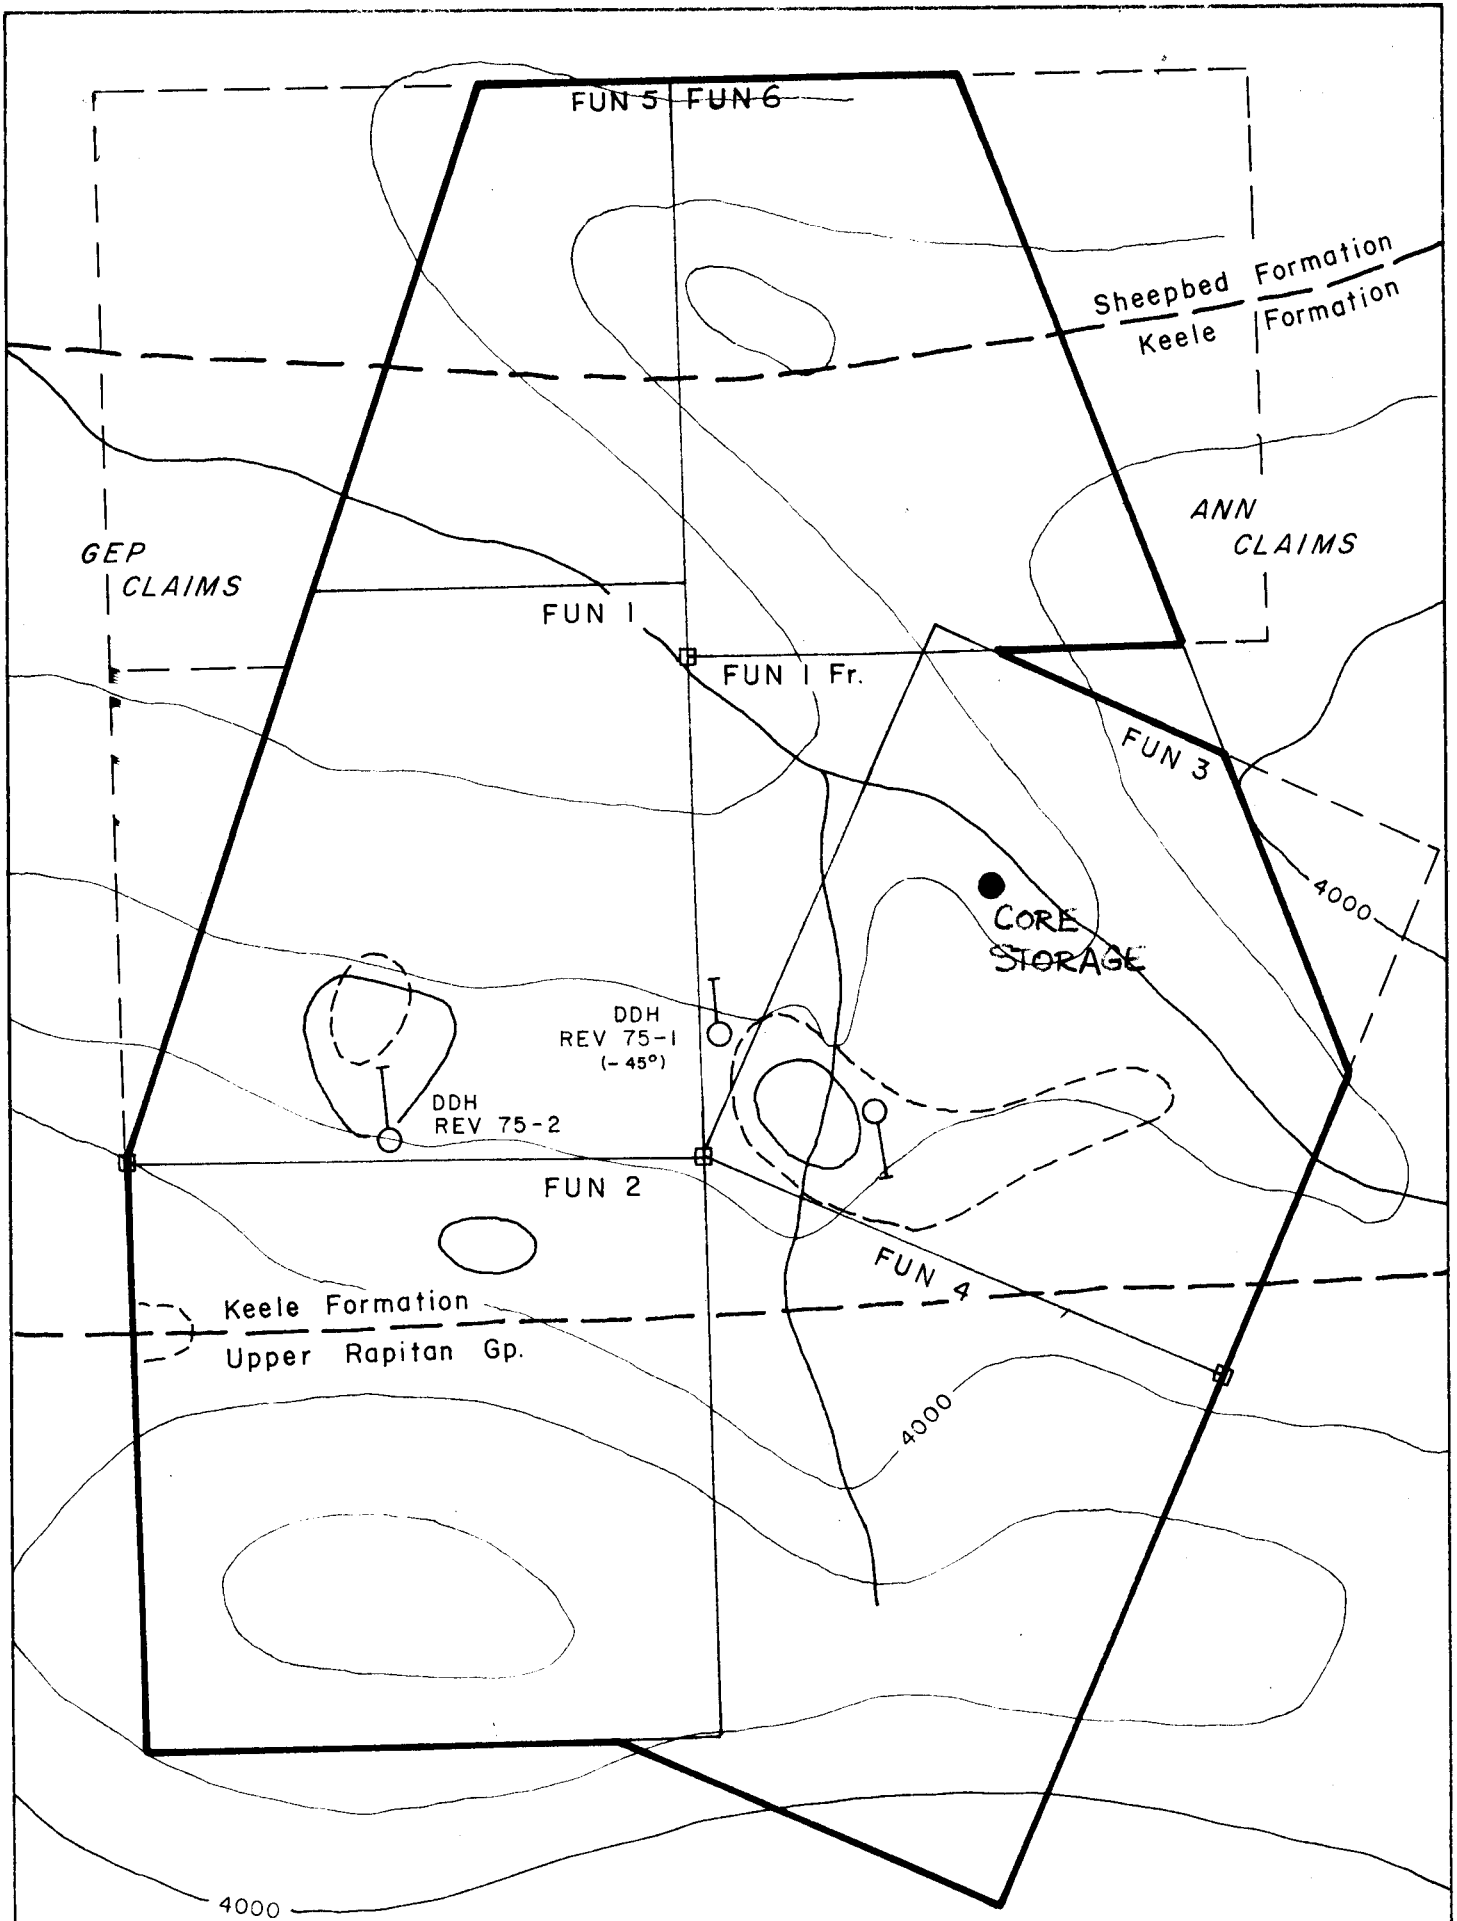 FUN 5
FUN 6
Sheepbed Formation
Keele Formation
ANN
CLAIMS
GEP
CLAIMS
FUN 1
FUN 1 Fr.
FUN 3
4000
CORE
STORAGE
DDH
REV 75-1
(-45°)
DDH
REV 75-2
FUN 2
FUN 4
Keele Formation
Upper Rapitan Gp.
4000
4000